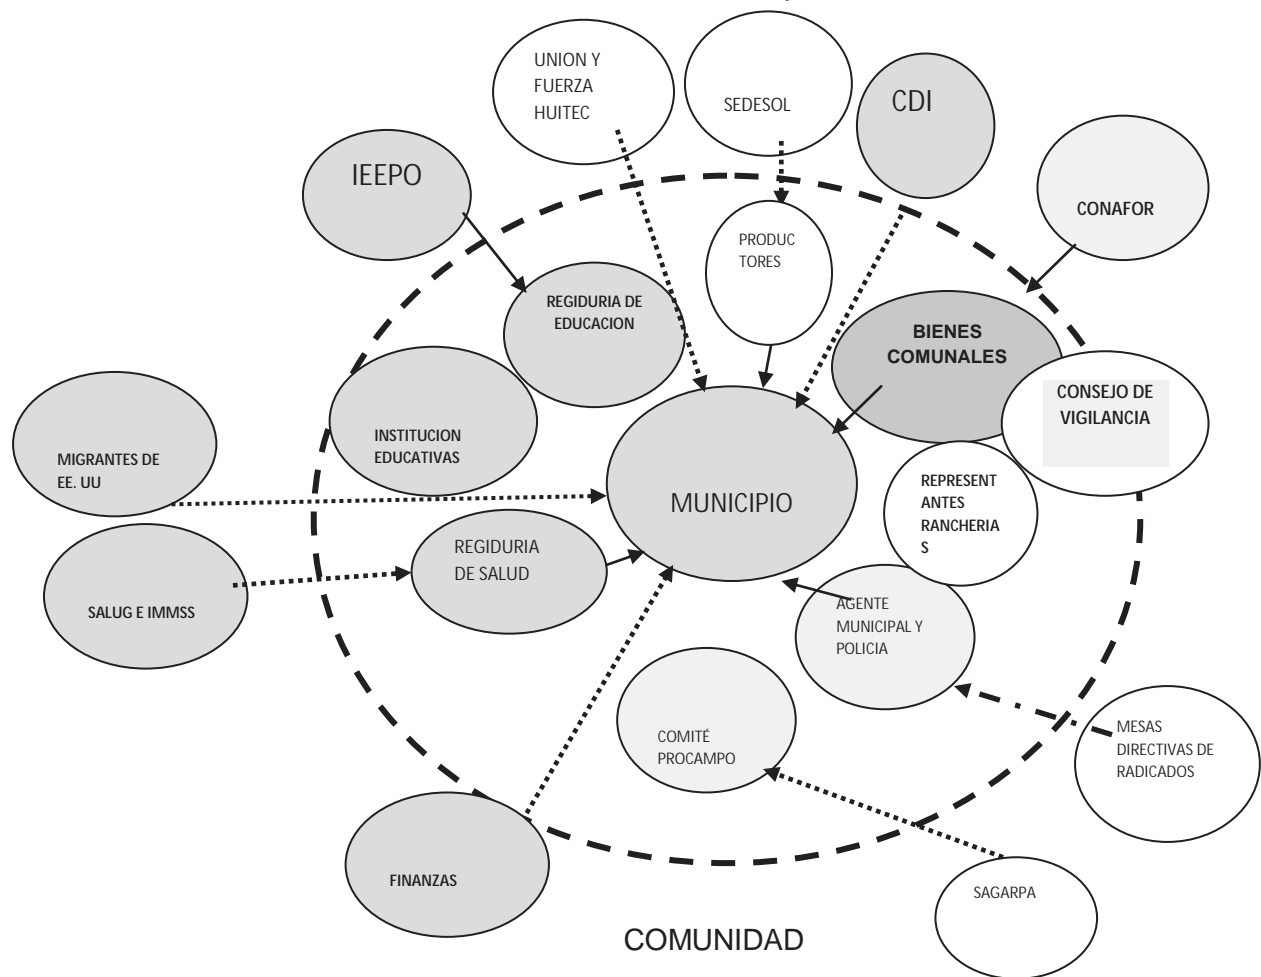 UNION Y
FUERZA
HUITEC
SEDESOL
CDI
IEEPO
CONAFOR
PRODUC
TORES
REGIDURIA DE
EDUCACION
BIENES
COMUNALES
CONSEJO DE
VIGILANCIA
INSTITUCION
EDUCATIVAS
MIGRANTES DE
EE. UU
MUNICIPIO
REPRESENT
ANTES
RANCHERIA
S
REGIDURIA
DE SALUD
SALUG E IMMSS
AGENTE
MUNICIPAL Y
POLICIA
COMITÉ
PROCAMPO
MESAS
DIRECTIVAS DE
RADICADOS
FINANZAS
SAGARPA
COMUNIDAD